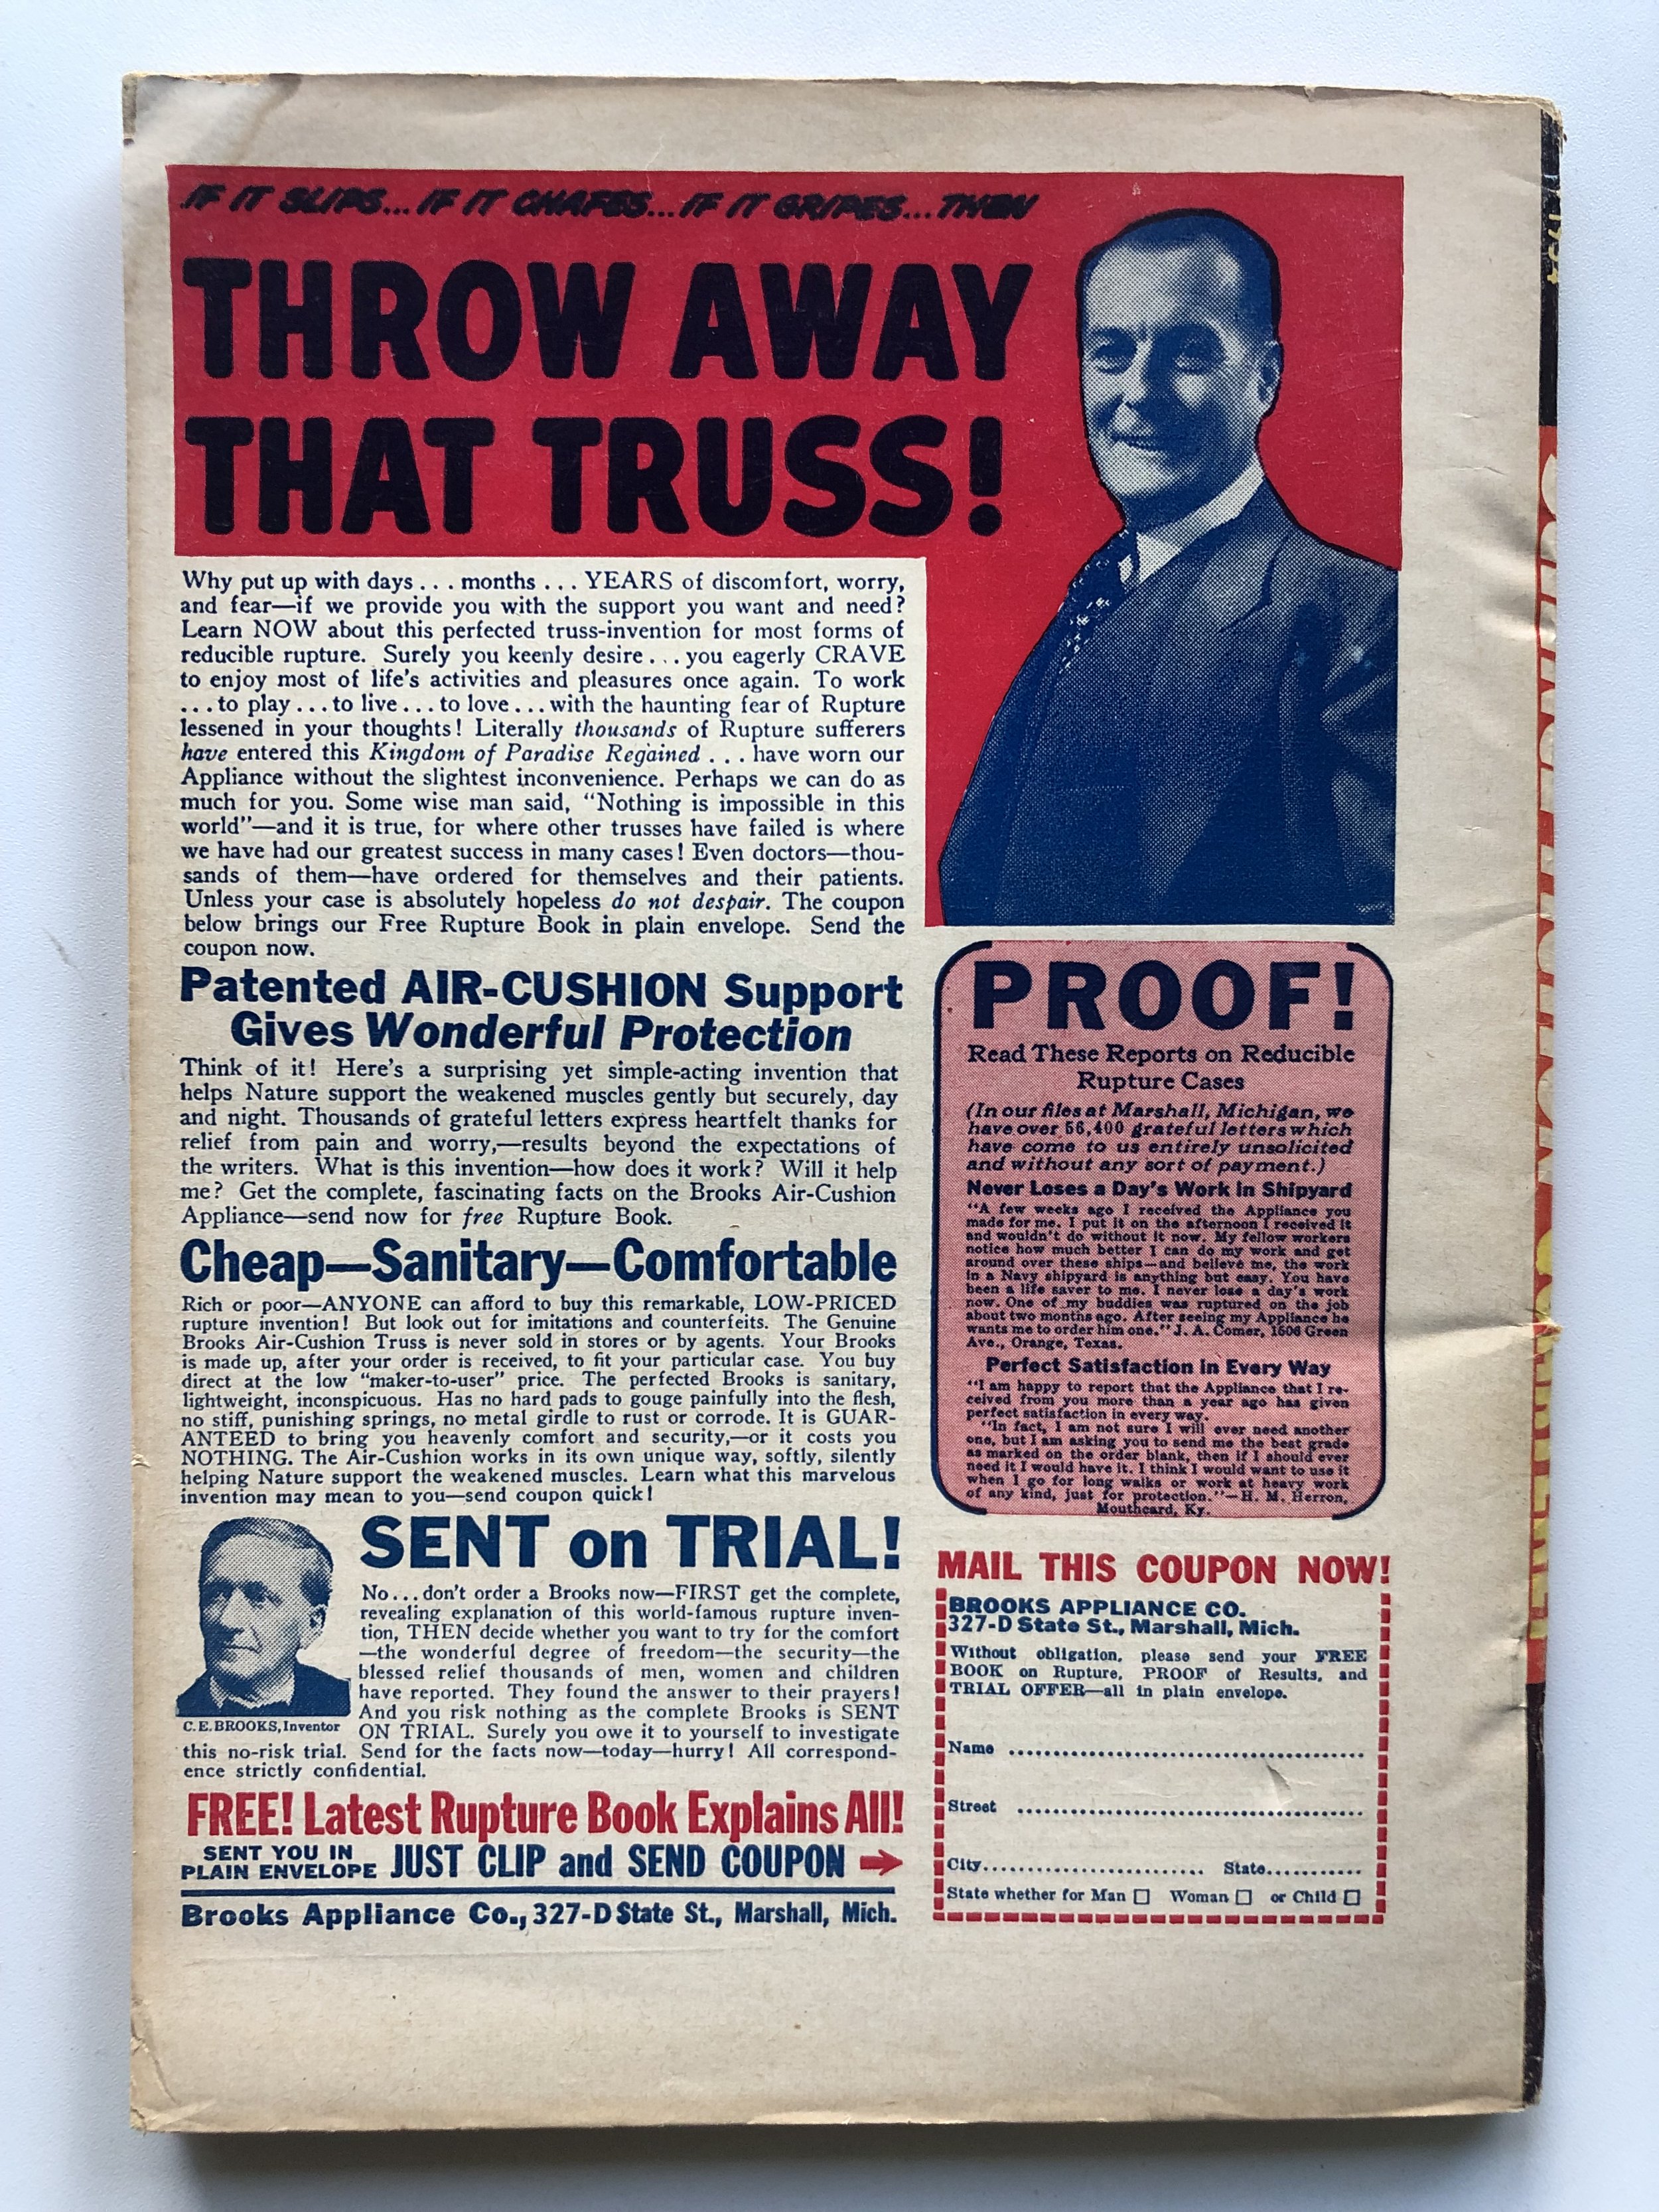 IF IT SLIPS...IF IT CHAFES...IF IT GRIPES...THEN
THROW AWAY
THAT TRUSS!
Why put up with days . . . months . . . YEARS of discomfort, worry,
and fear—if we provide you with the support you want and need?
Learn NOW about this perfected truss-invention for most forms of
reducible rupture. Surely you keenly desire . . . you eagerly CRAVE
to enjoy most of life's activities and pleasures once again. To work
. . . to play . . . to live . . . to love . . . with the haunting fear of Rupture
lessened in your thoughts! Literally thousands of Rupture sufferers
have entered this Kingdom of Paradise Regained . . . have worn our
Appliance without the slightest inconvenience. Perhaps we can do as
much for you. Some wise man said, "Nothing is impossible in this
world"—and it is true, for where other trusses have failed is where
we have had our greatest success in many cases! Even doctors—thou-
sands of them—have ordered for themselves and their patients.
Unless your case is absolutely hopeless do not despair. The coupon
below brings our Free Rupture Book in plain envelope. Send the
coupon now.
Patented AIR-CUSHION Support
Gives Wonderful Protection
Think of it! Here's a surprising yet simple-acting invention that
helps Nature support the weakened muscles gently but securely, day
and night. Thousands of grateful letters express heartfelt thanks for
relief from pain and worry,—results beyond the expectations of
the writers. What is this invention—how does it work? Will it help
me? Get the complete, fascinating facts on the Brooks Air-Cushion
Appliance—send now for free Rupture Book.
Cheap—Sanitary—Comfortable
Rich or poor—ANYONE can afford to buy this remarkable, LOW-PRICED
rupture invention! But look out for imitations and counterfeits. The Genuine
Brooks Air-Cushion Truss is never sold in stores or by agents. Your Brooks
is made up, after your order is received, to fit your particular case. You buy
direct at the low "maker-to-user" price. The perfected Brooks is sanitary,
lightweight, inconspicuous. Has no hard pads to gouge painfully into the flesh,
no stiff, punishing springs, no metal girdle to rust or corrode. It is GUAR-
ANTEED to bring you heavenly comfort and security,—or it costs you
NOTHING. The Air-Cushion works in its own unique way, softly, silently
helping Nature support the weakened muscles. Learn what this marvelous
invention may mean to you—send coupon quick!
SENT on TRIAL!
No . . . don't order a Brooks now—FIRST get the complete,
revealing explanation of this world-famous rupture inven-
tion, THEN decide whether you want to try for the comfort
—the wonderful degree of freedom—the security—the
blessed relief thousands of men, women and children
have reported. They found the answer to their prayers!
And you risk nothing as the complete Brooks is SENT
ON TRIAL. Surely you owe it to yourself to investigate
this no-risk trial. Send for the facts now—today—hurry! All correspond-
ence strictly confidential.
C.E.BROOKS, Inventor
FREE! Latest Rupture Book Explains All!
SENT YOU IN
PLAIN ENVELOPE JUST CLIP and SEND COUPON
Brooks Appliance Co., 327-D State St., Marshall, Mich.
PROOF!
Read These Reports on Reducible
Rupture Cases
(In our files at Marshall, Michigan, we
have over 56,400 grateful letters which
have come to us entirely unsolicited
and without any sort of payment.)
Never Loses a Day's Work in Shipyard
"A few weeks ago I received the Appliance you
made for me. I put it on the afternoon I received it
and wouldn't do without it now. My fellow workers
notice how much better I can do my work and get
around over these ships—and believe me, the work
in a Navy shipyard is anything but easy. You have
been a life saver to me. I never lose a day's work
now. One of my buddies was ruptured on the job
about two months ago. After seeing my Appliance he
wants me to order him one." J. A. Comer, 1506 Green
Ave., Orange, Texas.
Perfect Satisfaction in Every Way
"I am happy to report that the Appliance that I re-
ceived from you more than a year ago has given
perfect satisfaction in every way.
"In fact, I am not sure I will ever need another
one, but I am asking you to send me the best grade
as marked on the order blank, then if I should ever
need it I would have it. I think I would want to use it
when I go for long walks or work at heavy work
of any kind, just for protection."—H. M. Herron,
Mouthcard, Ky.
MAIL THIS COUPON NOW!
BROOKS APPLIANCE CO.
327-D State St., Marshall, Mich.
Without obligation, please send your FREE
BOOK on Rupture, PROOF of Results, and
TRIAL OFFER—all in plain envelope.
Name
Street
City State
State whether for Man □ Woman □ or Child □